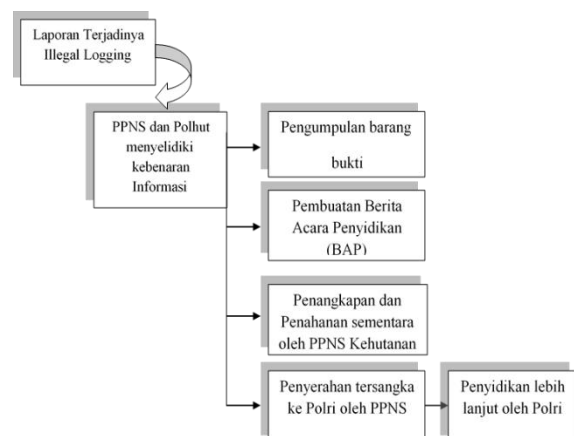 Laporan Terjadinya
Illegal Logging
PPNS dan Polhut
menyelidiki
kebenaran
Informasi
Pengumpulan barang
bukti
Pembuatan Berita
Acara Penyidikan
(BAP)
Penangkapan dan
Penahanan sementara
oleh PPNS Kehutanan
Penyerahan tersangka
ke Polri oleh PPNS
Penyidikan lebih
lanjut oleh Polri